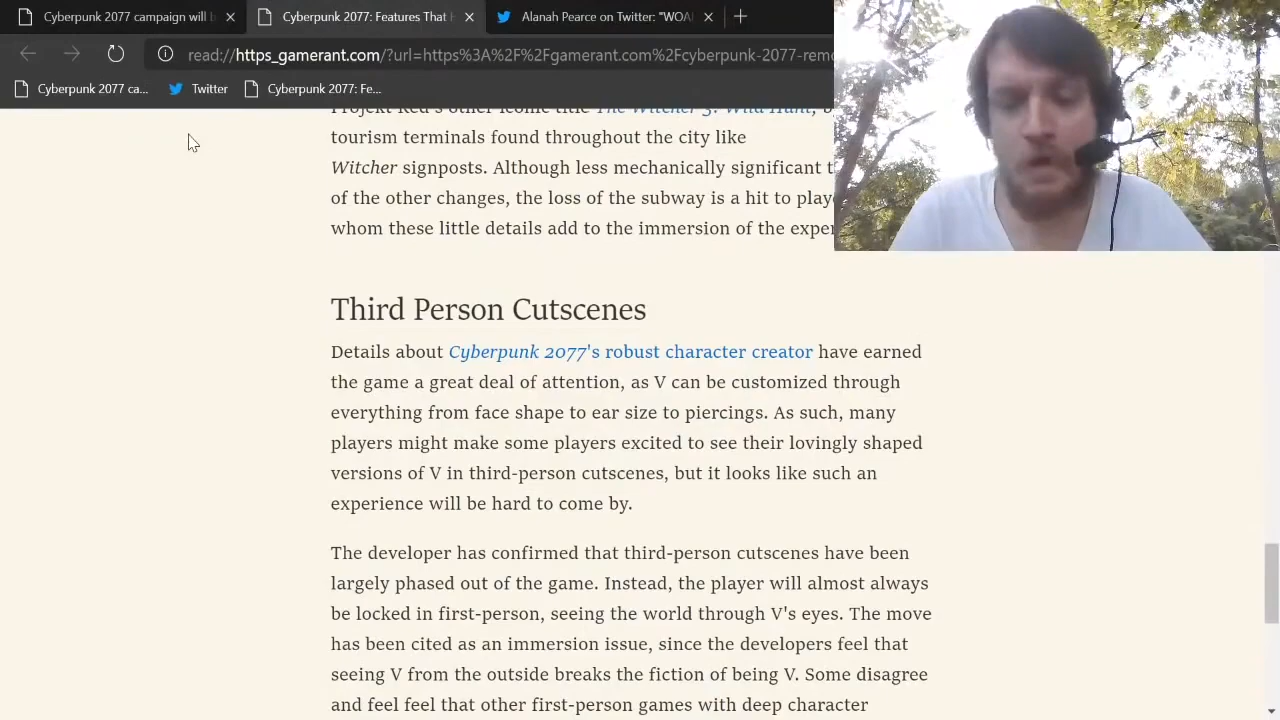 Cyberpunk 2077 campaign will b
Cyberpunk 2077: Features That H
Alanah Pearce on Twitter: "WOA
read://https_gamerant.com/?url=https%3A%2F%2Fgamerant.com%2Fcyberpunk-2077-remo
Cyberpunk 2077 ca...
Twitter
Cyberpunk 2077: Fe...
Projekt Red's other iconic title The Witcher 3: Wild Hunt, b
tourism terminals found throughout the city like
Witcher signposts. Although less mechanically significant t
of the other changes, the loss of the subway is a hit to playe
whom these little details add to the immersion of the exper
Third Person Cutscenes
Details about Cyberpunk 2077's robust character creator have earned
the game a great deal of attention, as V can be customized through
everything from face shape to ear size to piercings. As such, many
players might make some players excited to see their lovingly shaped
versions of V in third-person cutscenes, but it looks like such an
experience will be hard to come by.
The developer has confirmed that third-person cutscenes have been
largely phased out of the game. Instead, the player will almost always
be locked in first-person, seeing the world through V's eyes. The move
has been cited as an immersion issue, since the developers feel that
seeing V from the outside breaks the fiction of being V. Some disagree
and feel feel that other first-person games with deep character